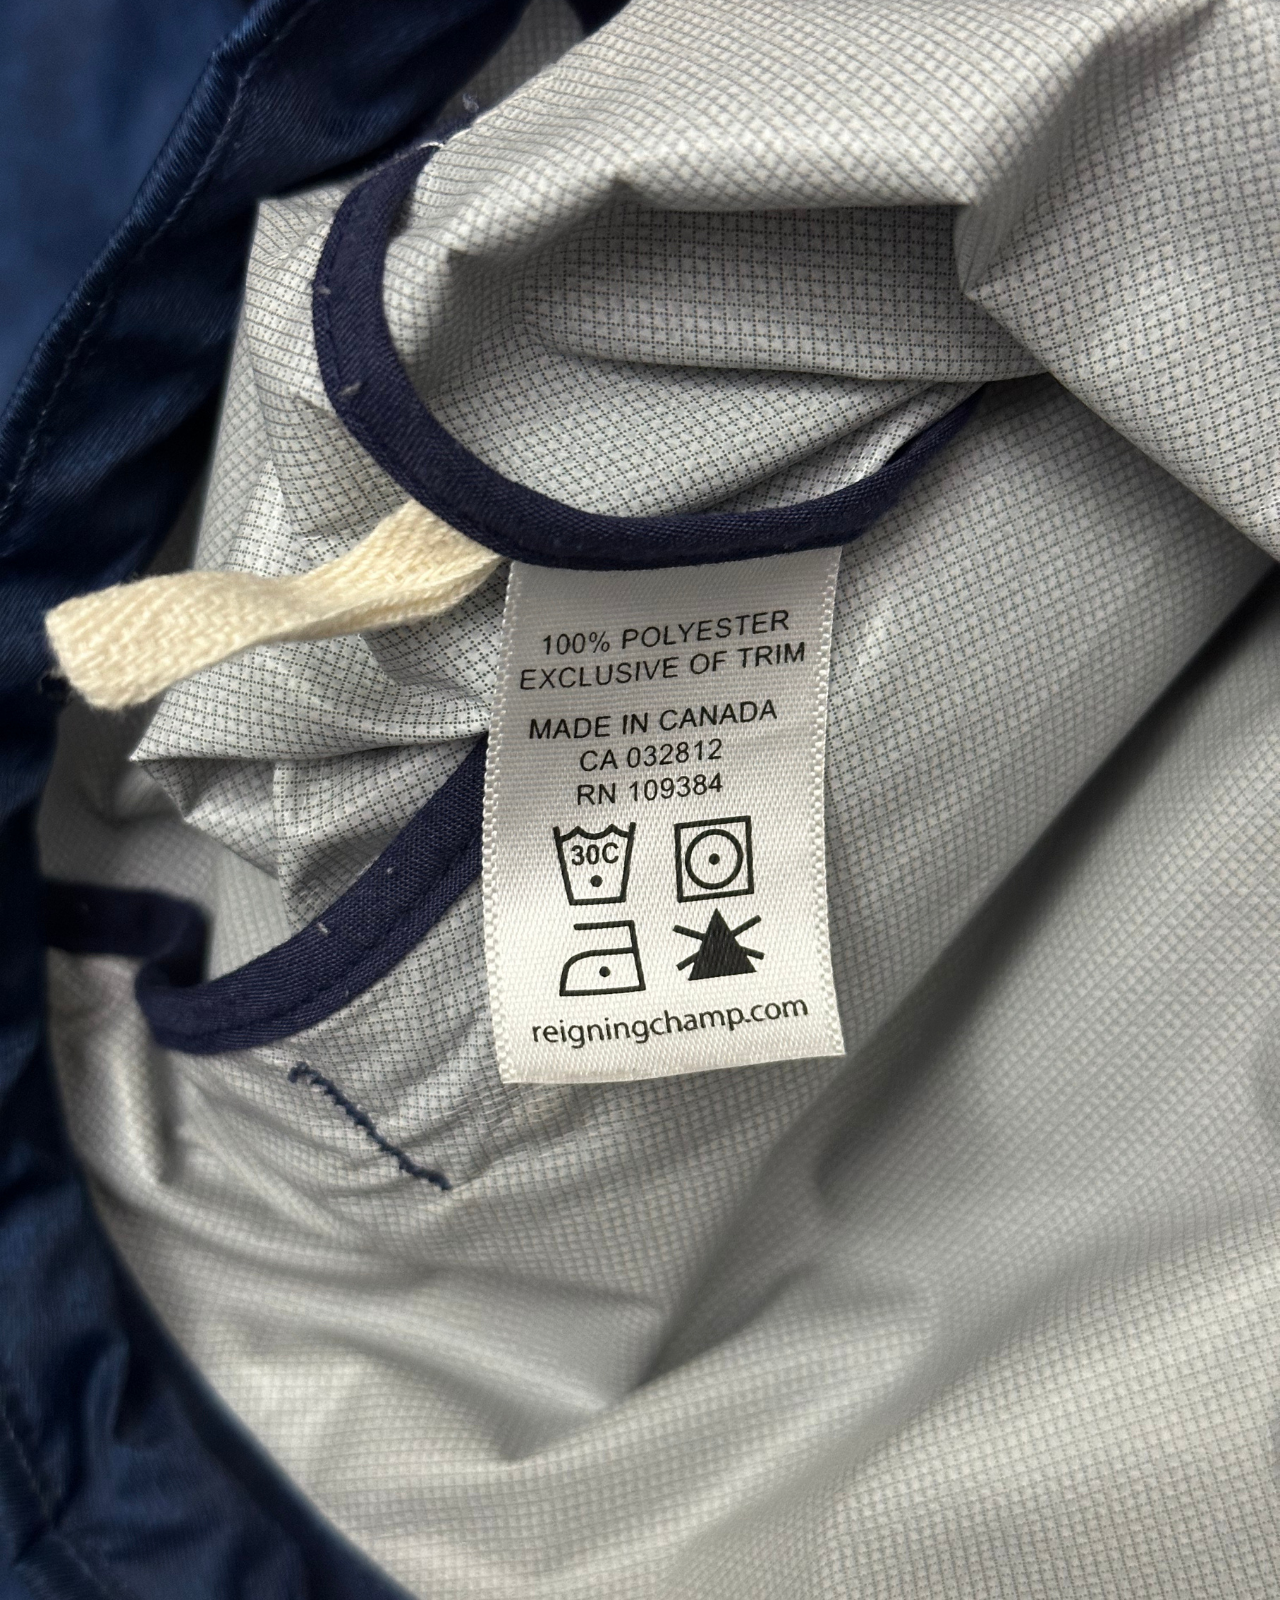 100% POLYESTER
EXCLUSIVE OF TRIM
MADE IN CANADA
CA 032812
RN 109384
30C
reigningchamp.com